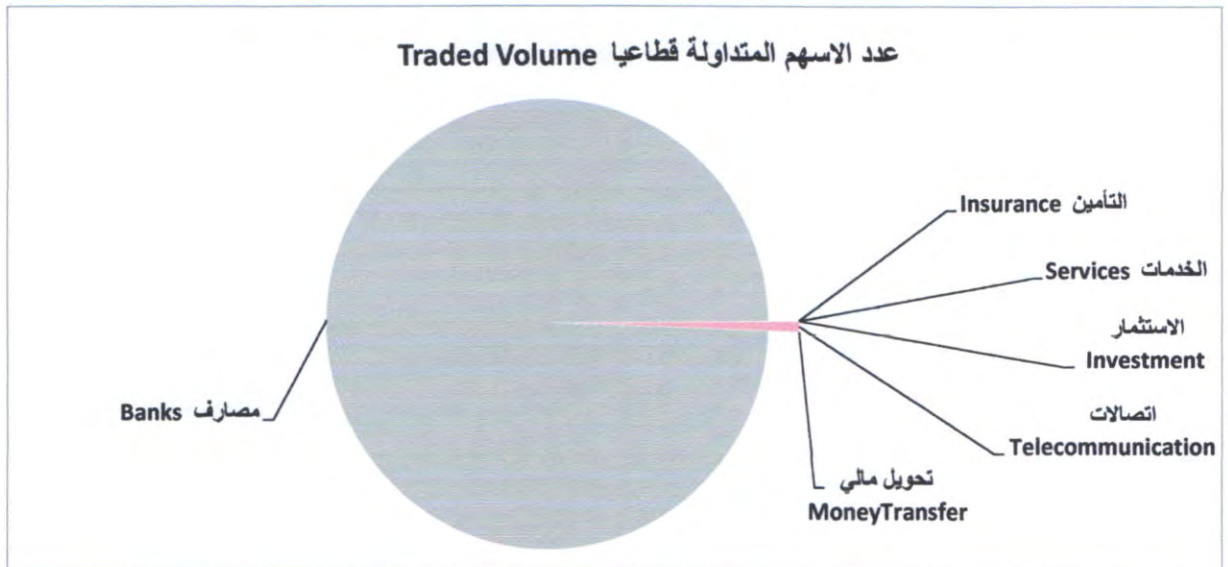 عدد الاسهم المتداولة قطاعيا Traded Volume
التأمين Insurance
الخدمات Services
الاستثمار
Investment
مصارف Banks
اتصالات
Telecommunication
تحويل مالي
MoneyTransfer